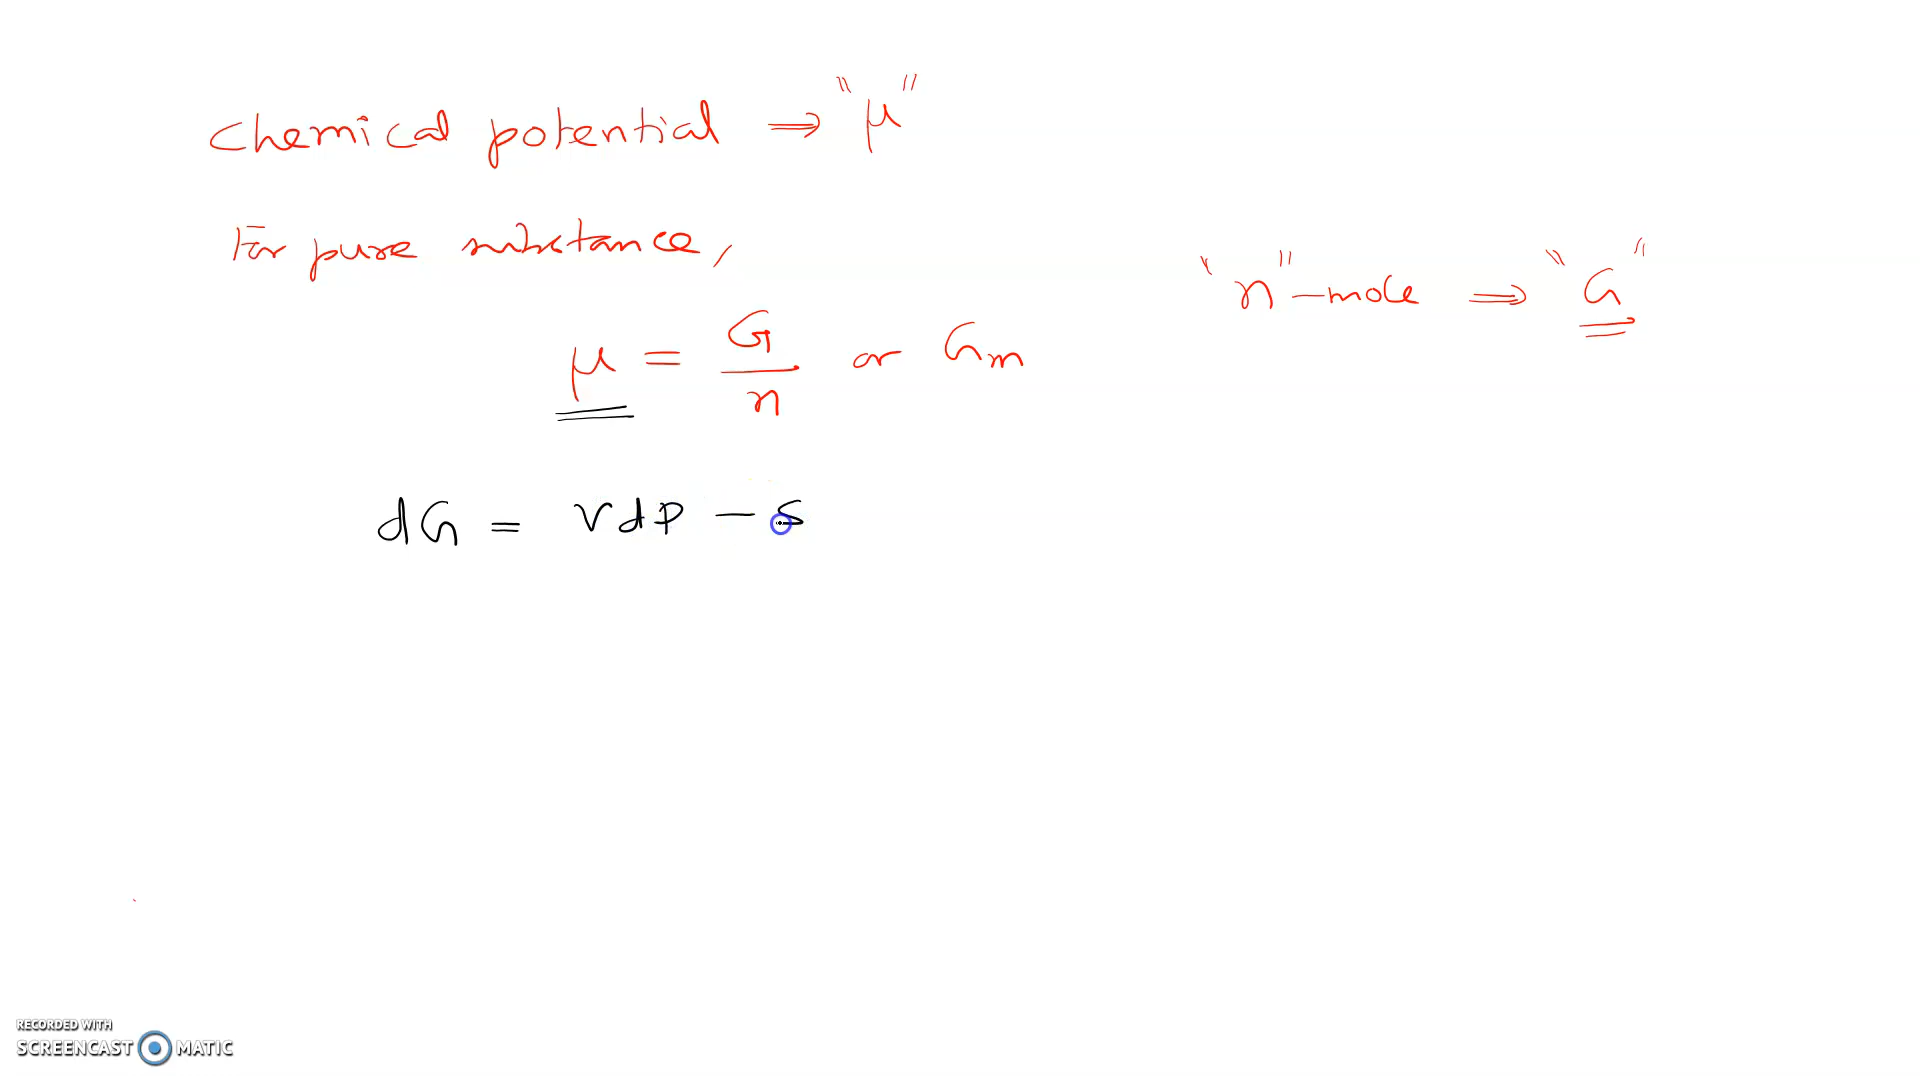 chemical potential ⇒ "μ"
For pure substance,
"n"-mole ⇒ "G"
μ = G/n or Gm
dG = vdp - s
RECORDED WITH
SCREENCAST MATIC